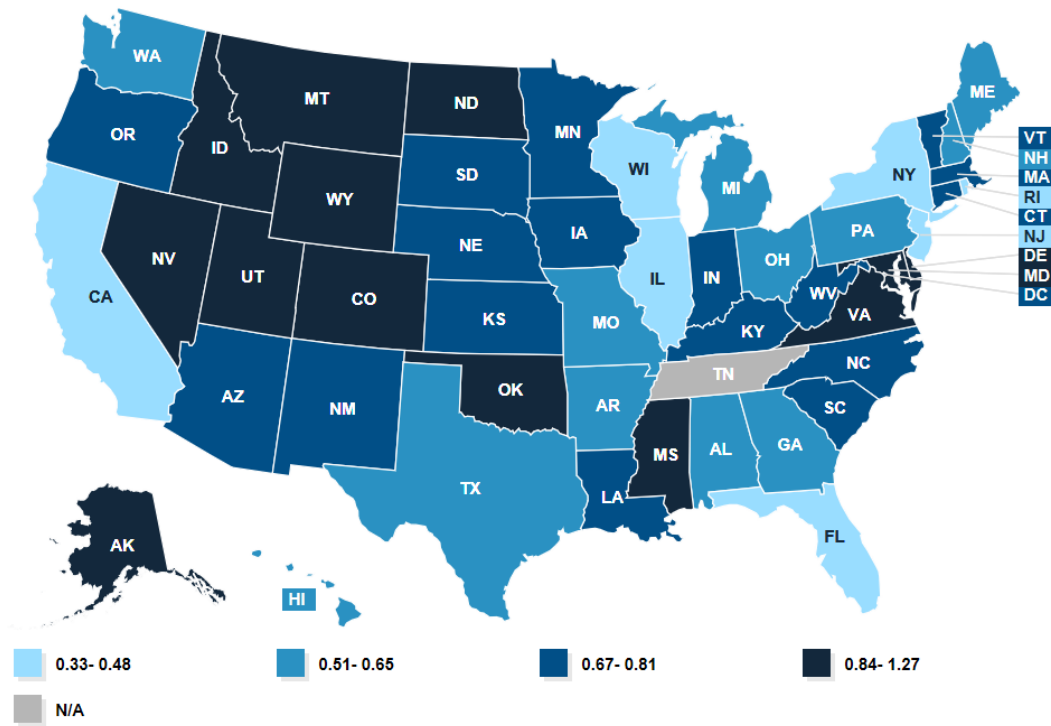 WA
MT
ND
MN
ME
OR
ID
WY
SD
WI
MI
NY
VT
NH
MA
RI
CT
NJ
DE
MD
DC
NV
UT
CO
NE
IA
IL
IN
OH
PA
CA
KS
MO
KY
WV
VA
AZ
NM
OK
AR
TN
NC
SC
TX
LA
MS
AL
GA
FL
AK
HI
0.33- 0.48
0.51- 0.65
0.67- 0.81
0.84- 1.27
N/A